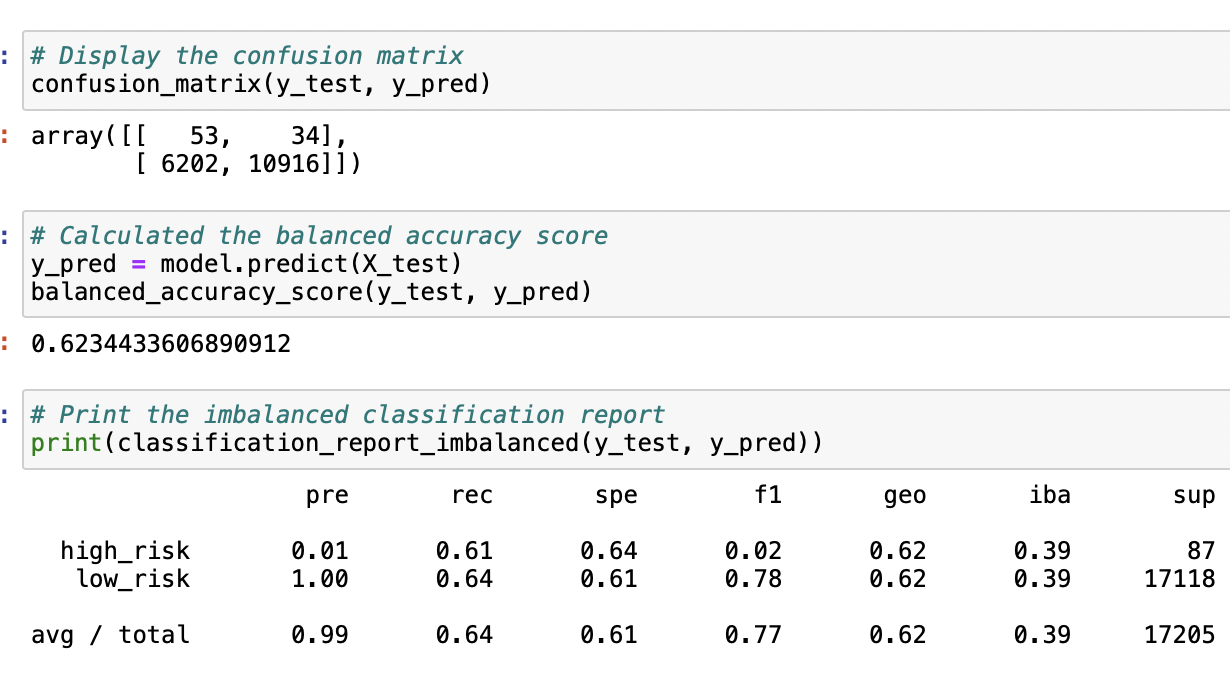 : # Display the confusion matrix
confusion_matrix(y_test, y_pred)
: array([[   53,    34],
       [ 6202, 10916]])
: # Calculated the balanced accuracy score
y_pred = model.predict(X_test)
balanced_accuracy_score(y_test, y_pred)
: 0.6234433606890912
: # Print the imbalanced classification report
print(classification_report_imbalanced(y_test, y_pred))
pre rec spe f1 geo iba sup
high_risk 0.01 0.61 0.64 0.02 0.62 0.39 87
low_risk 1.00 0.64 0.61 0.78 0.62 0.39 17118
avg / total 0.99 0.64 0.61 0.77 0.62 0.39 17205